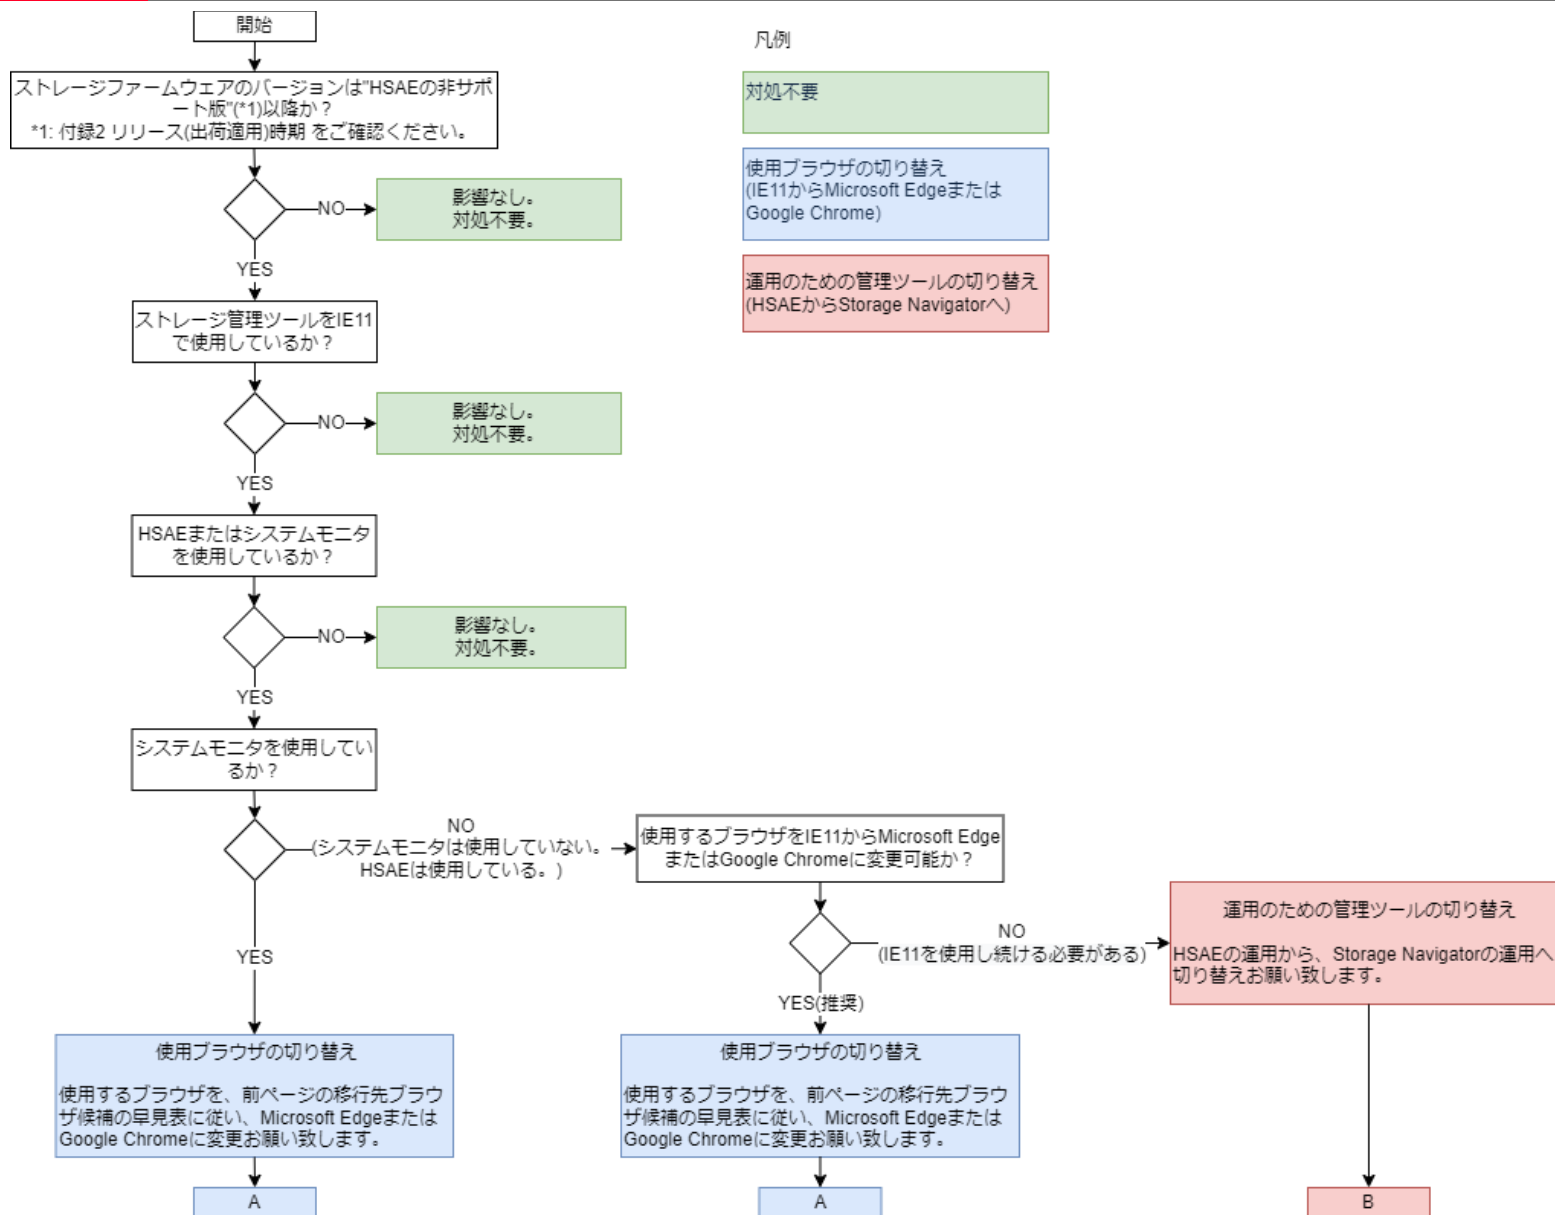 開始
ストレージファームウェアのバージョンは"HSAEの非サポ
ート版"(*1)以降か？
*1: 付録2 リリース(出荷適用)時期 をご確認ください。
NO
影響なし。
対処不要。
YES
ストレージ管理ツールをIE11
で使用しているか？
NO
影響なし。
対処不要。
YES
HSAEまたはシステムモニタ
を使用しているか？
NO
影響なし。
対処不要。
YES
システムモニタを使用してい
るか？
NO
(システムモニタは使用していない。
HSAEは使用している。)
使用するブラウザをIE11からMicrosoft Edge
またはGoogle Chromeに変更可能か？
NO
(IE11を使用し続ける必要がある)
運用のための管理ツールの切り替え
HSAEの運用から、Storage Navigatorの運用へ
切り替えお願い致します。
YES
YES(推奨)
使用ブラウザの切り替え
使用するブラウザを、前ページの移行先ブラウ
ザ候補の早見表に従い、Microsoft Edgeまたは
Google Chromeに変更お願い致します。
使用ブラウザの切り替え
使用するブラウザを、前ページの移行先ブラウ
ザ候補の早見表に従い、Microsoft Edgeまたは
Google Chromeに変更お願い致します。
A
A
B
凡例
対処不要
使用ブラウザの切り替え
(IE11からMicrosoft Edgeまたは
Google Chrome)
運用のための管理ツールの切り替え
(HSAEからStorage Navigatorへ)